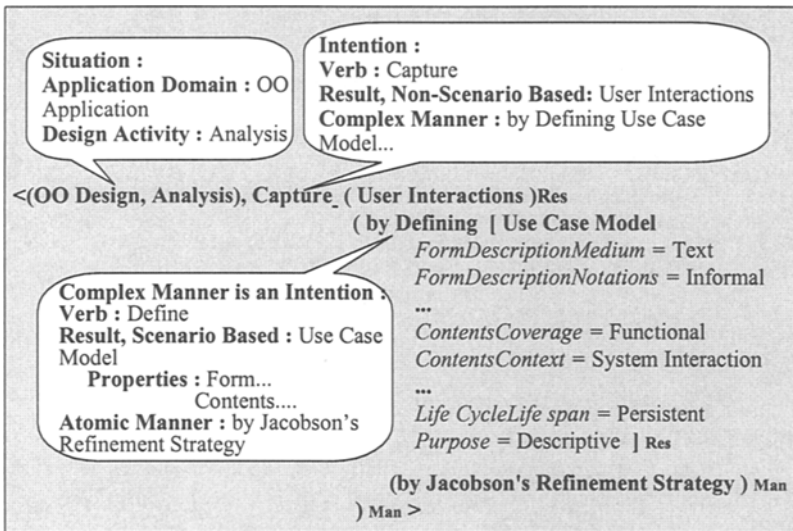 Situation :
Application Domain : OO
Application
Design Activity : Analysis
Intention :
Verb : Capture
Result, Non-Scenario Based: User Interactions
Complex Manner : by Defining Use Case
Model...
<(OO Design, Analysis), Capture_ ( User Interactions )Res
( by Defining [ Use Case Model
FormDescriptionMedium = Text
FormDescriptionNotations = Informal
...
ContentsCoverage = Functional
ContentsContext = System Interaction
...
Life CycleLife span = Persistent
Purpose = Descriptive ] Res
Complex Manner is an Intention :
Verb : Define
Result, Scenario Based : Use Case
Model
Properties : Form...
Contents....
Atomic Manner : by Jacobson's
Refinement Strategy
(by Jacobson's Refinement Strategy ) Man
) Man >